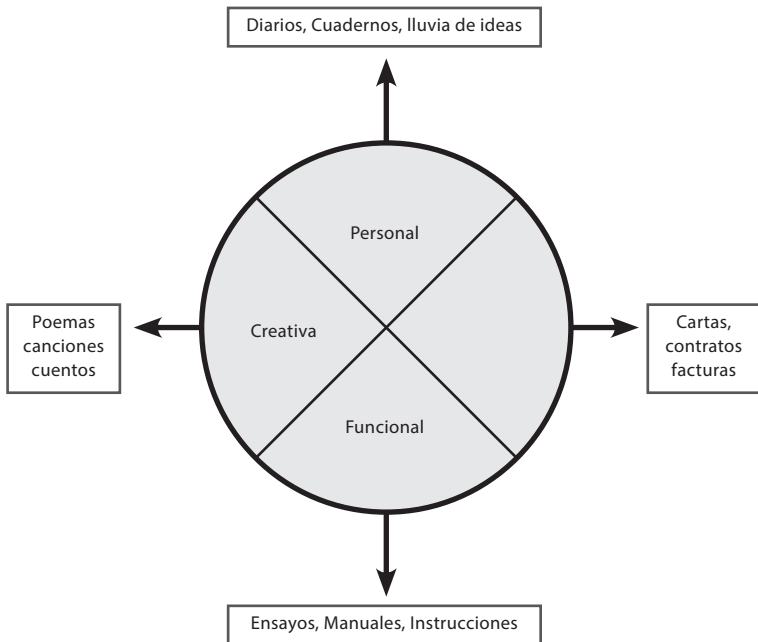 Diarios, Cuadernos, lluvia de ideas
Personal
Poemas
canciones
cuentos
Creativa
Cartas,
contratos
facturas
Funcional
Ensayos, Manuales, Instrucciones